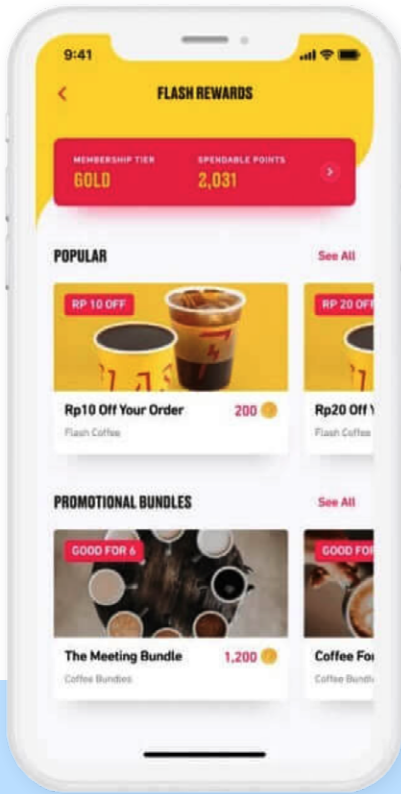 9:41
FLASH REWARDS
MEMBERSHIP TIER SPENDABLE POINTS
GOLD 2,031
POPULAR See All
RP 10 OFF RP 20 OFF
Rp10 Off Your Order 200 Rp20 Off
Flash Coffee Flash Coffee
PROMOTIONAL BUNDLES See All
GOOD FOR 6 GOOD FOR
The Meeting Bundle 1,200 Coffee For
Coffee Bundles Coffee Bundle